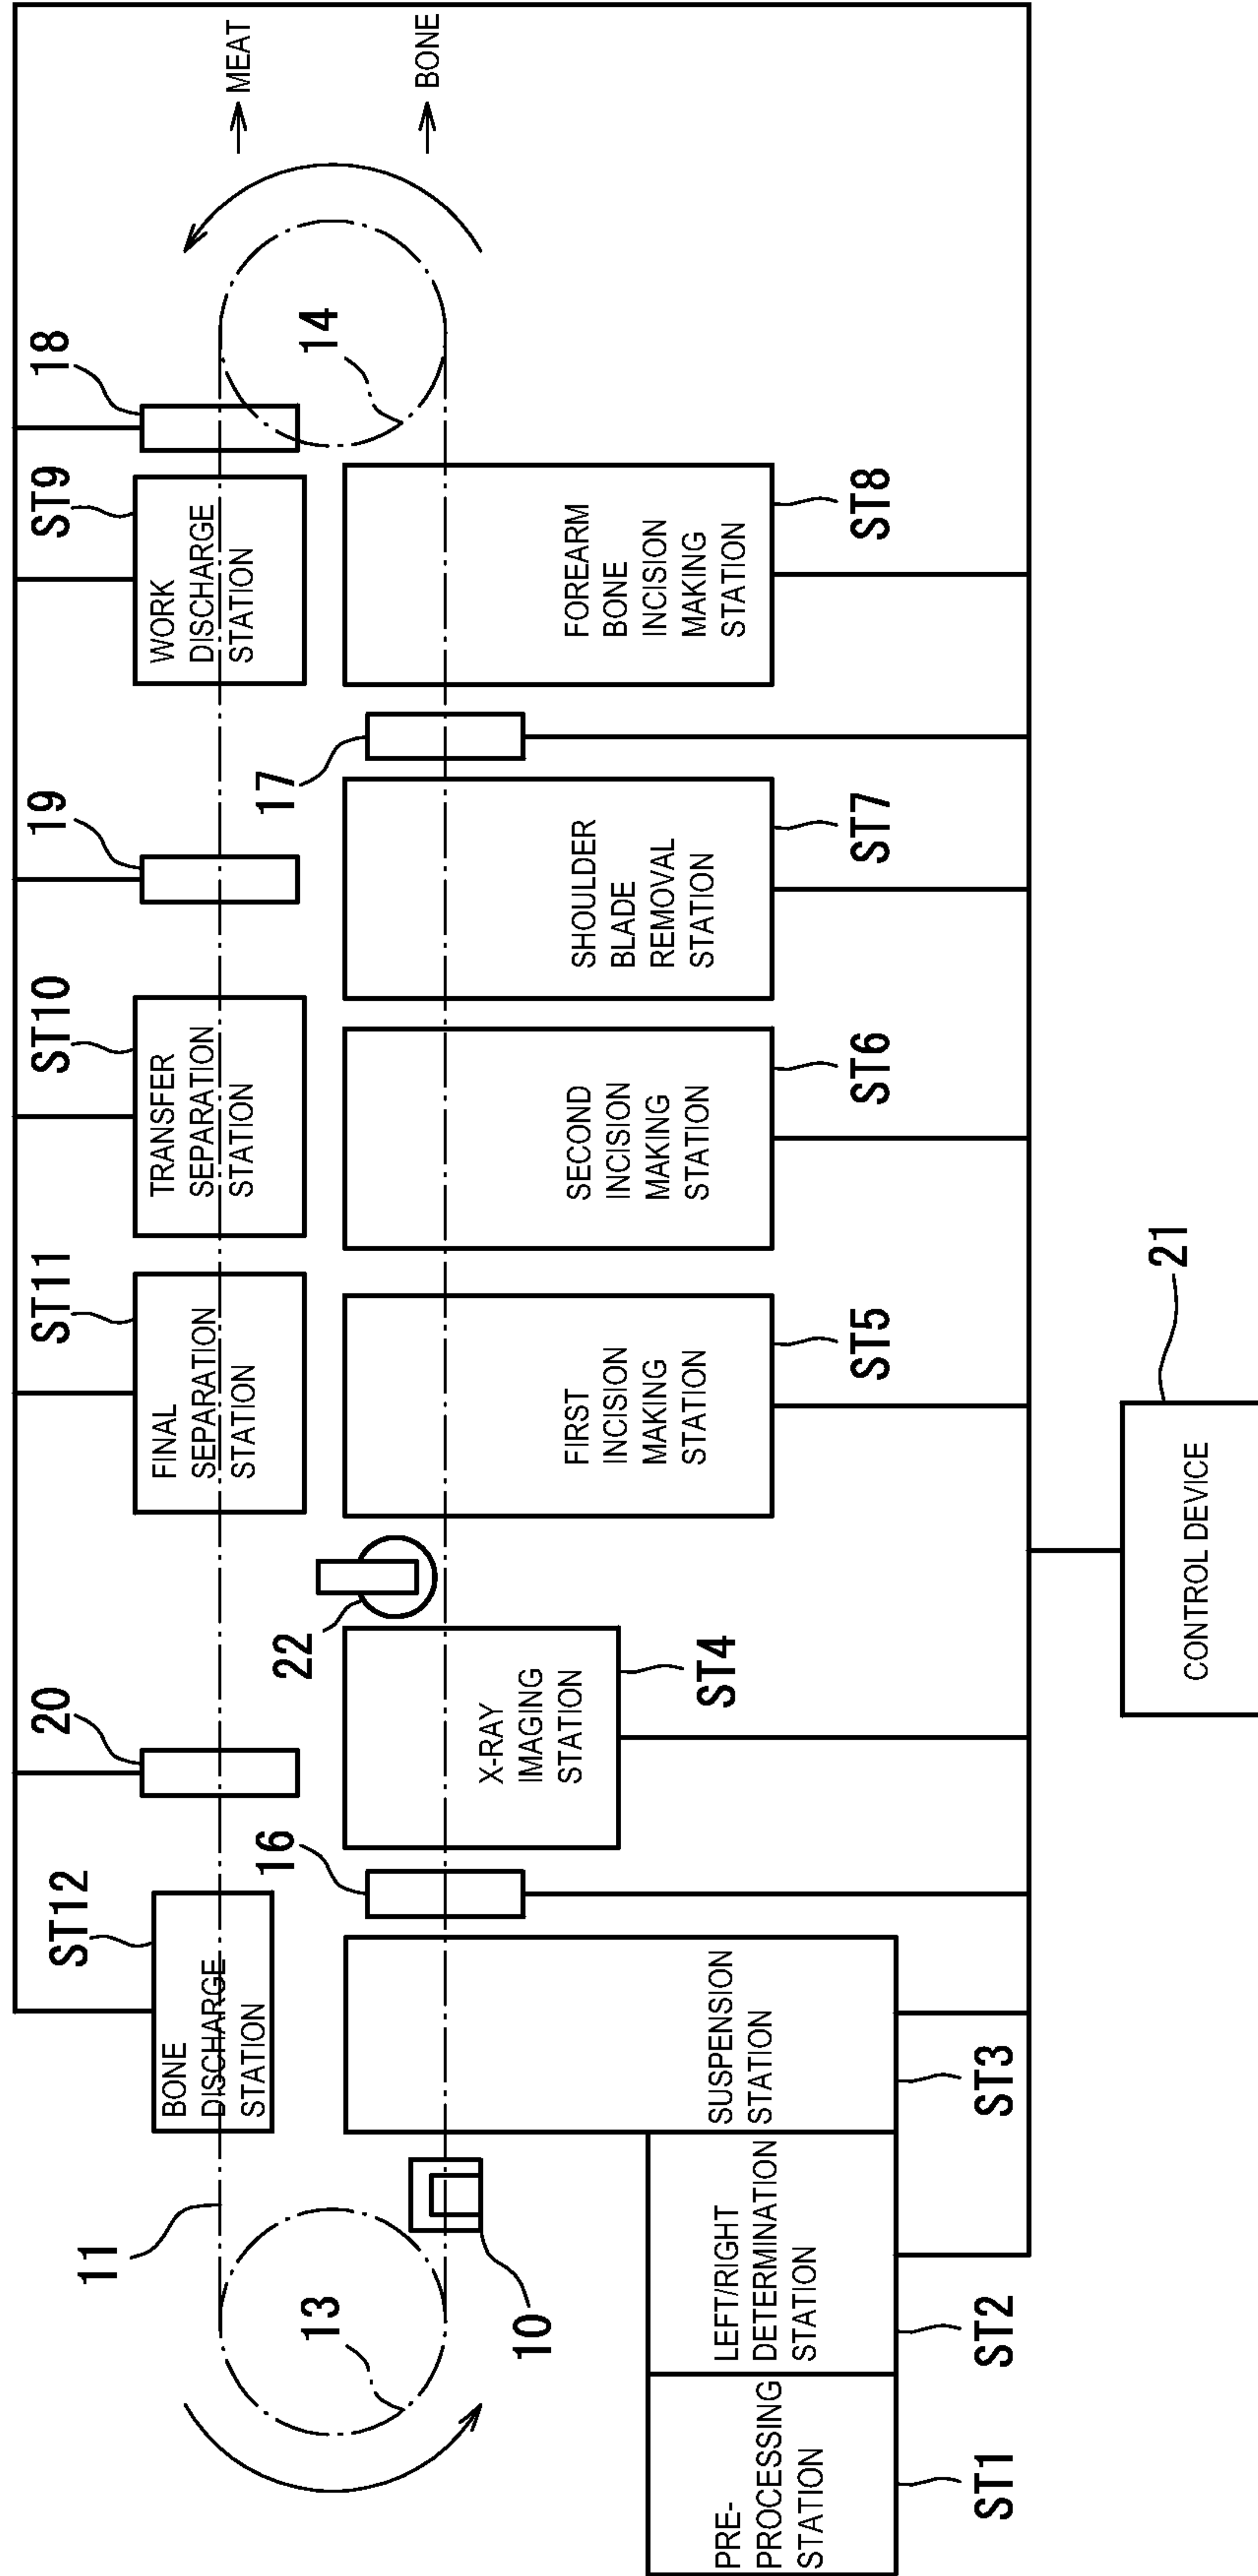 MEAT
BONE
18
14
ST9
WORK
DISCHARGE
STATION
ST8
FOREARM
BONE
INCISION
MAKING
STATION
17
19
ST7
SHOULDER
BLADE
REMOVAL
STATION
ST10
TRANSFER
SEPARATION
STATION
ST6
SECOND
INCISION
MAKING
STATION
ST11
FINAL
SEPARATION
STATION
ST5
FIRST
INCISION
MAKING
STATION
21
CONTROL DEVICE
22
20
ST4
X-RAY
IMAGING
STATION
16
ST12
BONE
DISCHARGE
STATION
ST3
SUSPENSION
STATION
11
13
10
ST2
LEFT/RIGHT
DETERMINATION
STATION
ST1
PRE-
PROCESSING
STATION